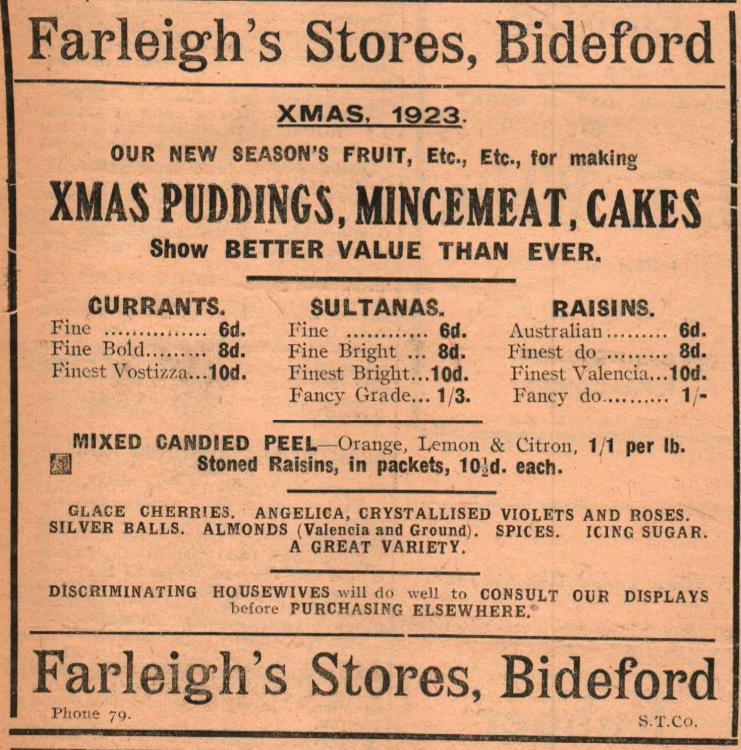 Farleigh's Stores, Bideford
XMAS, 1923.
OUR NEW SEASON'S FRUIT, Etc., Etc., for making
XMAS PUDDINGS, MINCEMEAT, CAKES
Show BETTER VALUE THAN EVER.
CURRANTS.
Fine ............... 6d.
Fine Bold......... 8d.
Finest Vostizza...10d.
SULTANAS.
Fine ............ 6d.
Fine Bright ... 8d.
Finest Bright...10d.
Fancy Grade... 1/3.
RAISINS.
Australian ......... 6d.
Finest do ......... 8d.
Finest Valencia...10d.
Fancy do.......... 1/-
MIXED CANDIED PEEL—Orange, Lemon & Citron, 1/1 per lb.
Stoned Raisins, in packets, 10½d. each.
GLACE CHERRIES. ANGELICA, CRYSTALLISED VIOLETS AND ROSES.
SILVER BALLS. ALMONDS (Valencia and Ground). SPICES. ICING SUGAR.
A GREAT VARIETY.
DISCRIMINATING HOUSEWIVES will do well to CONSULT OUR DISPLAYS
before PURCHASING ELSEWHERE.
Farleigh's Stores, Bideford
Phone 79.
S.T.Co.